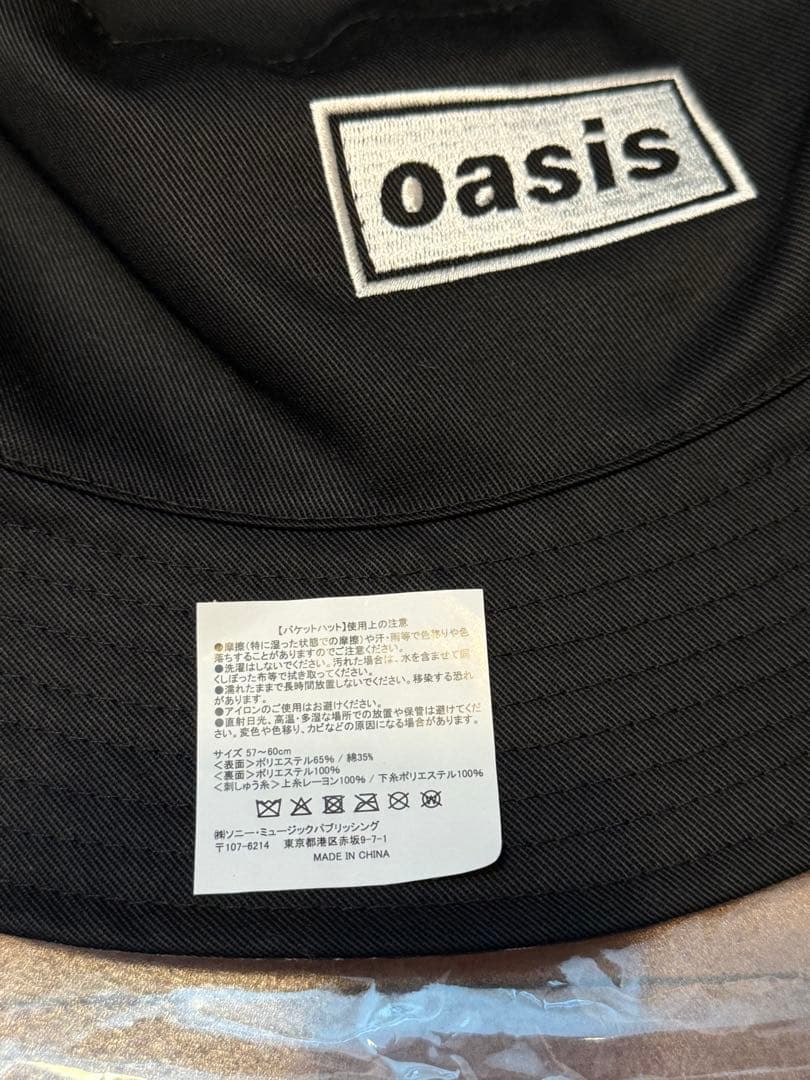 oasis
【バケットハット】使用上の注意
●摩擦(特に湿った状態での摩擦)や汗・雨等で色移りや色
落ちすることがありますのでご注意ください。
●洗濯はしないでください。汚れた場合は、水を含ませて固
くしぼった布等で拭き取ってください。
●濡れたままで長時間放置しないでください。移染する恐れ
があります。
●アイロンのご使用はお避けください。
●直射日光、高温・多湿な場所での放置や保管は避けてくだ
さい。変色や色移り、カビなどの原因になる場合があります。
サイズ 57〜60cm
<表面>ポリエステル65% / 綿35%
<裏面>ポリエステル100%
<刺しゅう糸>上糸レーヨン100% / 下糸ポリエステル100%
㈱ソニー・ミュージックパブリッシング
〒107-6214 東京都港区赤坂9-7-1
MADE IN CHINA